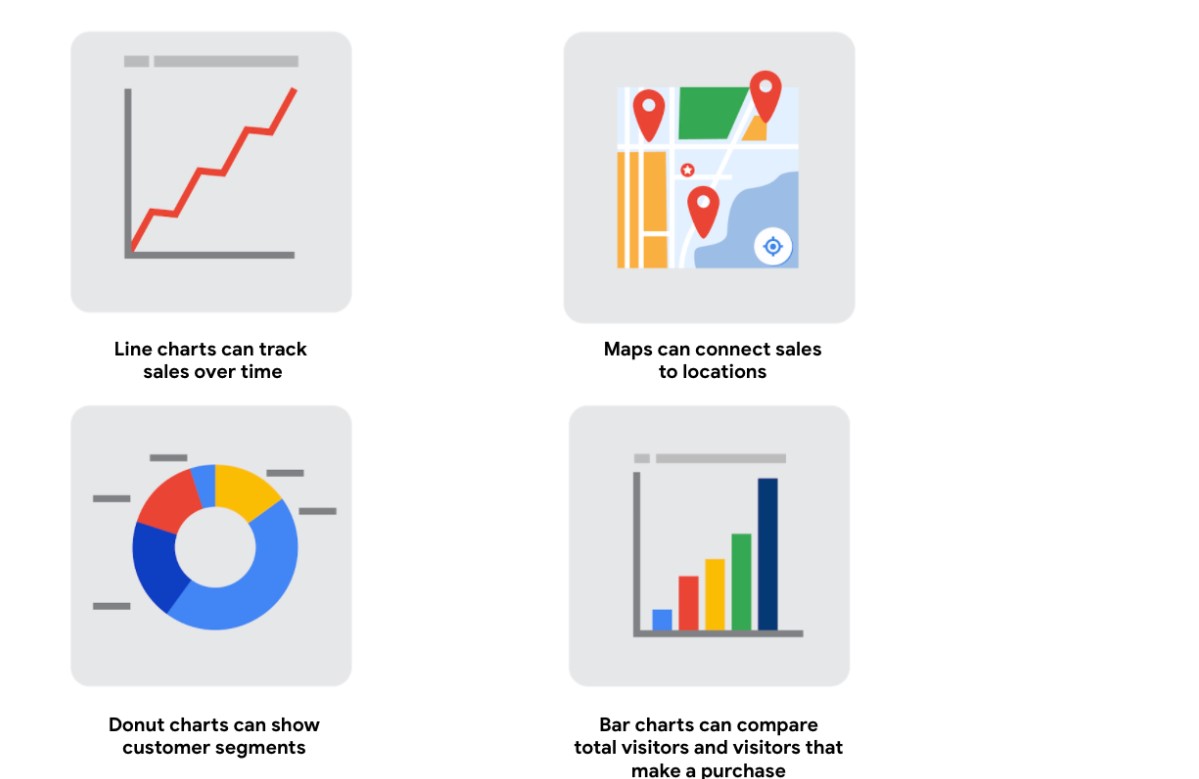 Line charts can track
sales over time
Maps can connect sales
to locations
Donut charts can show
customer segments
Bar charts can compare
total visitors and visitors that
make a purchase